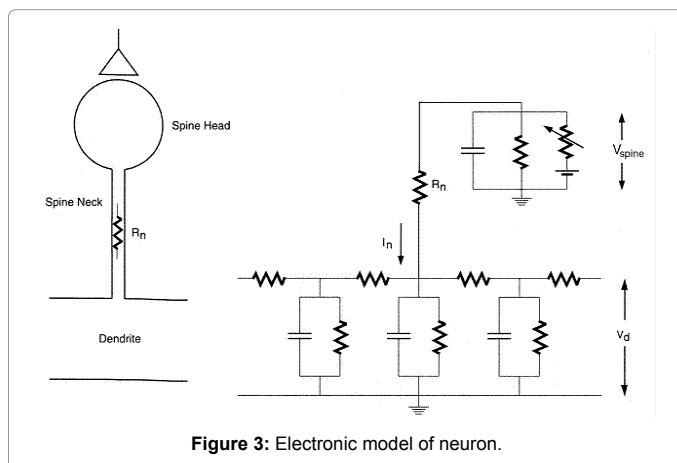 Spine Head
Spine Neck
Rn
Dendrite
Rn
Vspine
In
Vd
Figure 3: Electronic model of neuron.